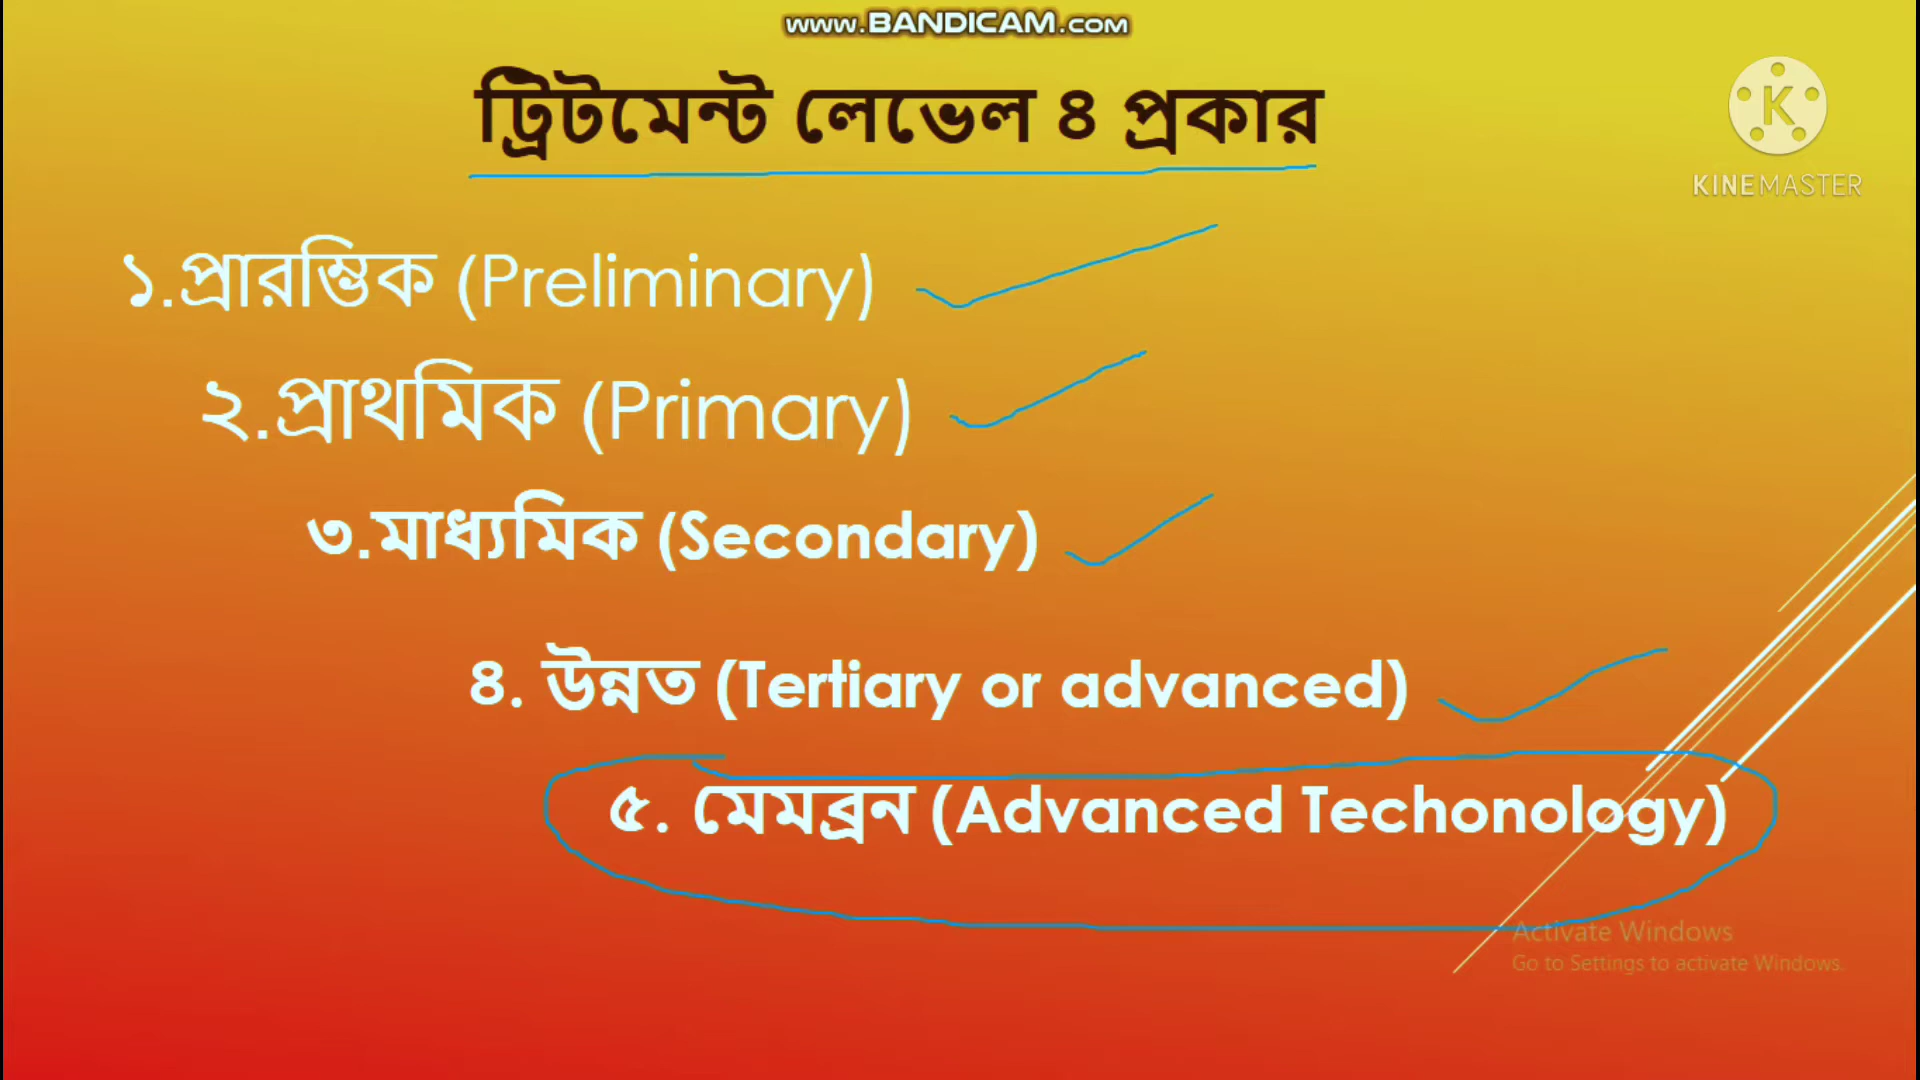 www.BANDICAM.com
ট্রিটমেন্ট লেভেল ৪ প্রকার
KINEMASTER
১.প্রারম্ভিক (Preliminary)
২.প্রাথমিক (Primary)
৩.মাধ্যমিক (Secondary)
৪. উন্নত (Tertiary or advanced)
৫. মেমব্রন (Advanced Techonology)
Activate Windows
Go to Settings to activate Windows.